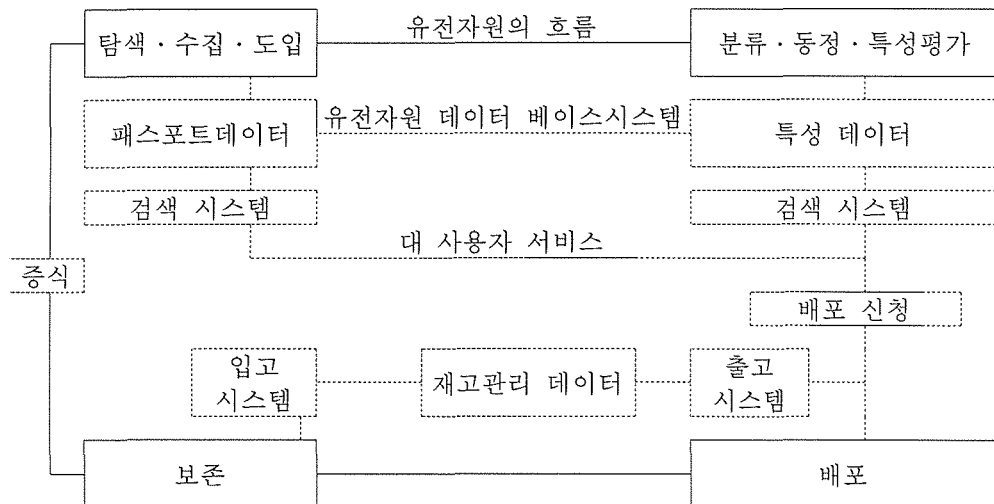 유전자원의 흐름
탐색·수집·도입
분류·동정·특성평가
유전자원 데이터 베이스시스템
패스포트데이터
특성 데이터
검색 시스템
검색 시스템
대 사용자 서비스
증식
배포 신청
입고
시스템
재고관리 데이터
출고
시스템
보존
배포